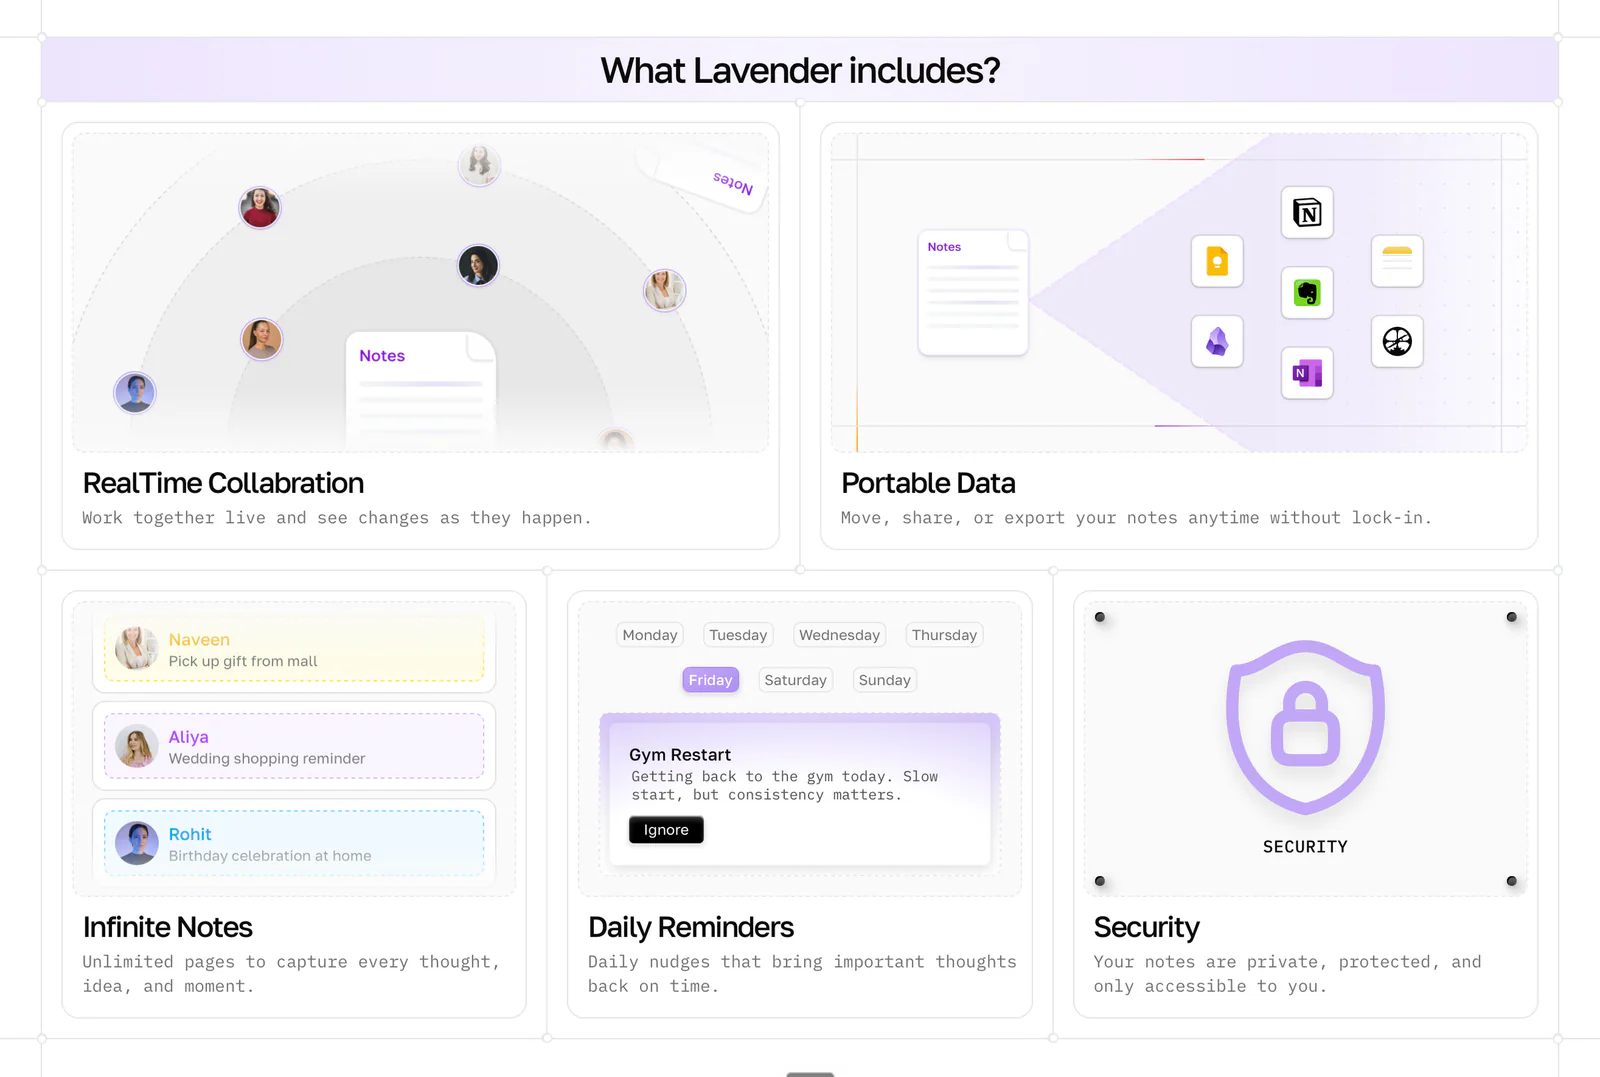 What Lavender includes?
Notes
Notes
RealTime Collabration
Work together live and see changes as they happen.
Notes
N
N
Portable Data
Move, share, or export your notes anytime without lock-in.
Naveen
Pick up gift from mall
Aliya
Wedding shopping reminder
Rohit
Birthday celebration at home
Infinite Notes
Unlimited pages to capture every thought,
idea, and moment.
Monday Tuesday Wednesday Thursday
Friday Saturday Sunday
Gym Restart
Getting back to the gym today. Slow
start, but consistency matters.
Ignore
Daily Reminders
Daily nudges that bring important thoughts
back on time.
SECURITY
Security
Your notes are private, protected, and
only accessible to you.